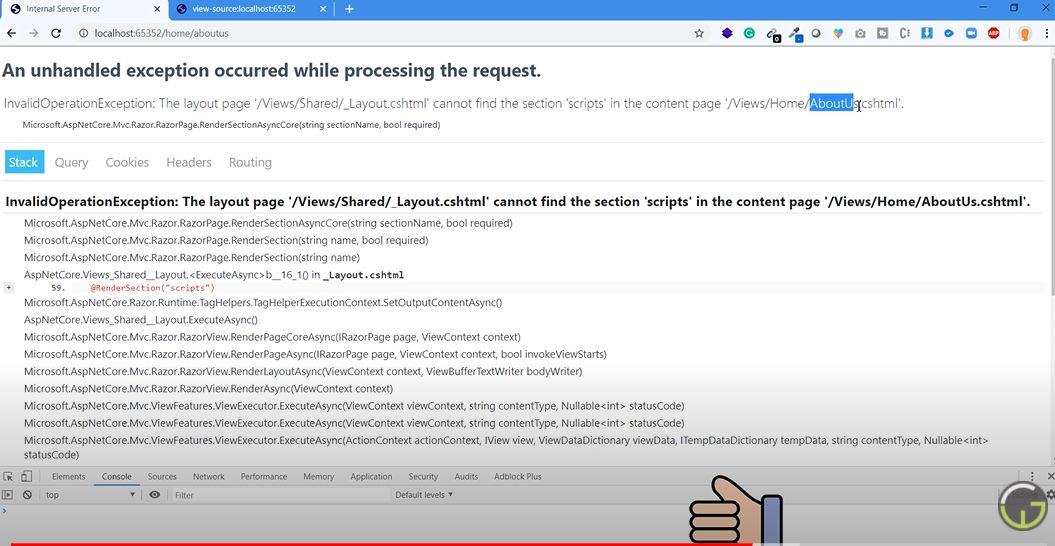 Internal Server Error
view-source:localhost:65352
localhost:65352/home/aboutus
An unhandled exception occurred while processing the request.
InvalidOperationException: The layout page '/Views/Shared/_Layout.cshtml' cannot find the section 'scripts' in the content page '/Views/Home/AboutUs.cshtml'.
Microsoft.AspNetCore.Mvc.Razor.RazorPage.RenderSectionAsyncCore(string sectionName, bool required)
Stack Query Cookies Headers Routing
InvalidOperationException: The layout page '/Views/Shared/_Layout.cshtml' cannot find the section 'scripts' in the content page '/Views/Home/AboutUs.cshtml'.
Microsoft.AspNetCore.Mvc.Razor.RazorPage.RenderSectionAsyncCore(string sectionName, bool required)
Microsoft.AspNetCore.Mvc.Razor.RazorPage.RenderSection(string name, bool required)
Microsoft.AspNetCore.Mvc.Razor.RazorPage.RenderSection(string name)
AspNetCore.Views_Shared__Layout.<ExecuteAsync>b__16_1() in _Layout.cshtml
+ 59. @RenderSection("scripts")
Microsoft.AspNetCore.Razor.Runtime.TagHelpers.TagHelperExecutionContext.SetOutputContentAsync()
AspNetCore.Views_Shared__Layout.ExecuteAsync()
Microsoft.AspNetCore.Mvc.Razor.RazorView.RenderPageCoreAsync(IRazorPage page, ViewContext context)
Microsoft.AspNetCore.Mvc.Razor.RazorView.RenderPageAsync(IRazorPage page, ViewContext context, bool invokeViewStarts)
Microsoft.AspNetCore.Mvc.Razor.RazorView.RenderLayoutAsync(ViewContext context, ViewBufferTextWriter bodyWriter)
Microsoft.AspNetCore.Mvc.Razor.RazorView.RenderAsync(ViewContext context)
Microsoft.AspNetCore.Mvc.ViewFeatures.ViewExecutor.ExecuteAsync(ViewContext viewContext, string contentType, Nullable<int> statusCode)
Microsoft.AspNetCore.Mvc.ViewFeatures.ViewExecutor.ExecuteAsync(ViewContext viewContext, string contentType, Nullable<int> statusCode)
Microsoft.AspNetCore.Mvc.ViewFeatures.ViewExecutor.ExecuteAsync(ActionContext actionContext, IView view, ViewDataDictionary viewData, ITempDataDictionary tempData, string contentType, Nullable<int>
statusCode)
Elements Console Sources Network Performance Memory Application Security Audits Adblock Plus
top Filter Default levels